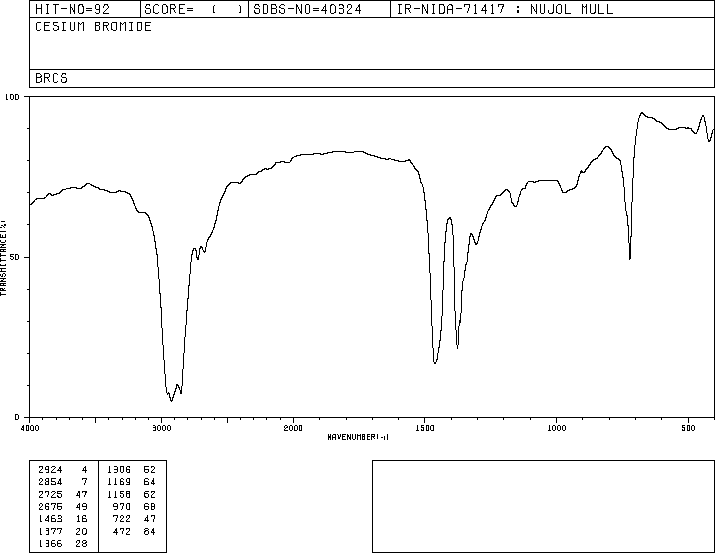 HIT-NO=92 SCORE= ( ) SDBS-NO=40324 IR-NIDA-71417 : NUJOL MULL
CESIUM BROMIDE
BRCS
100
50
0
TRANSMITTANCE(%)
4000 3000 2000 1500 1000 500
WAVENUMBER(-1)
2924 4 1306 52
2854 7 1169 64
2725 47 1158 62
2675 49 970 68
1463 16 722 47
1377 20 472 84
1366 28